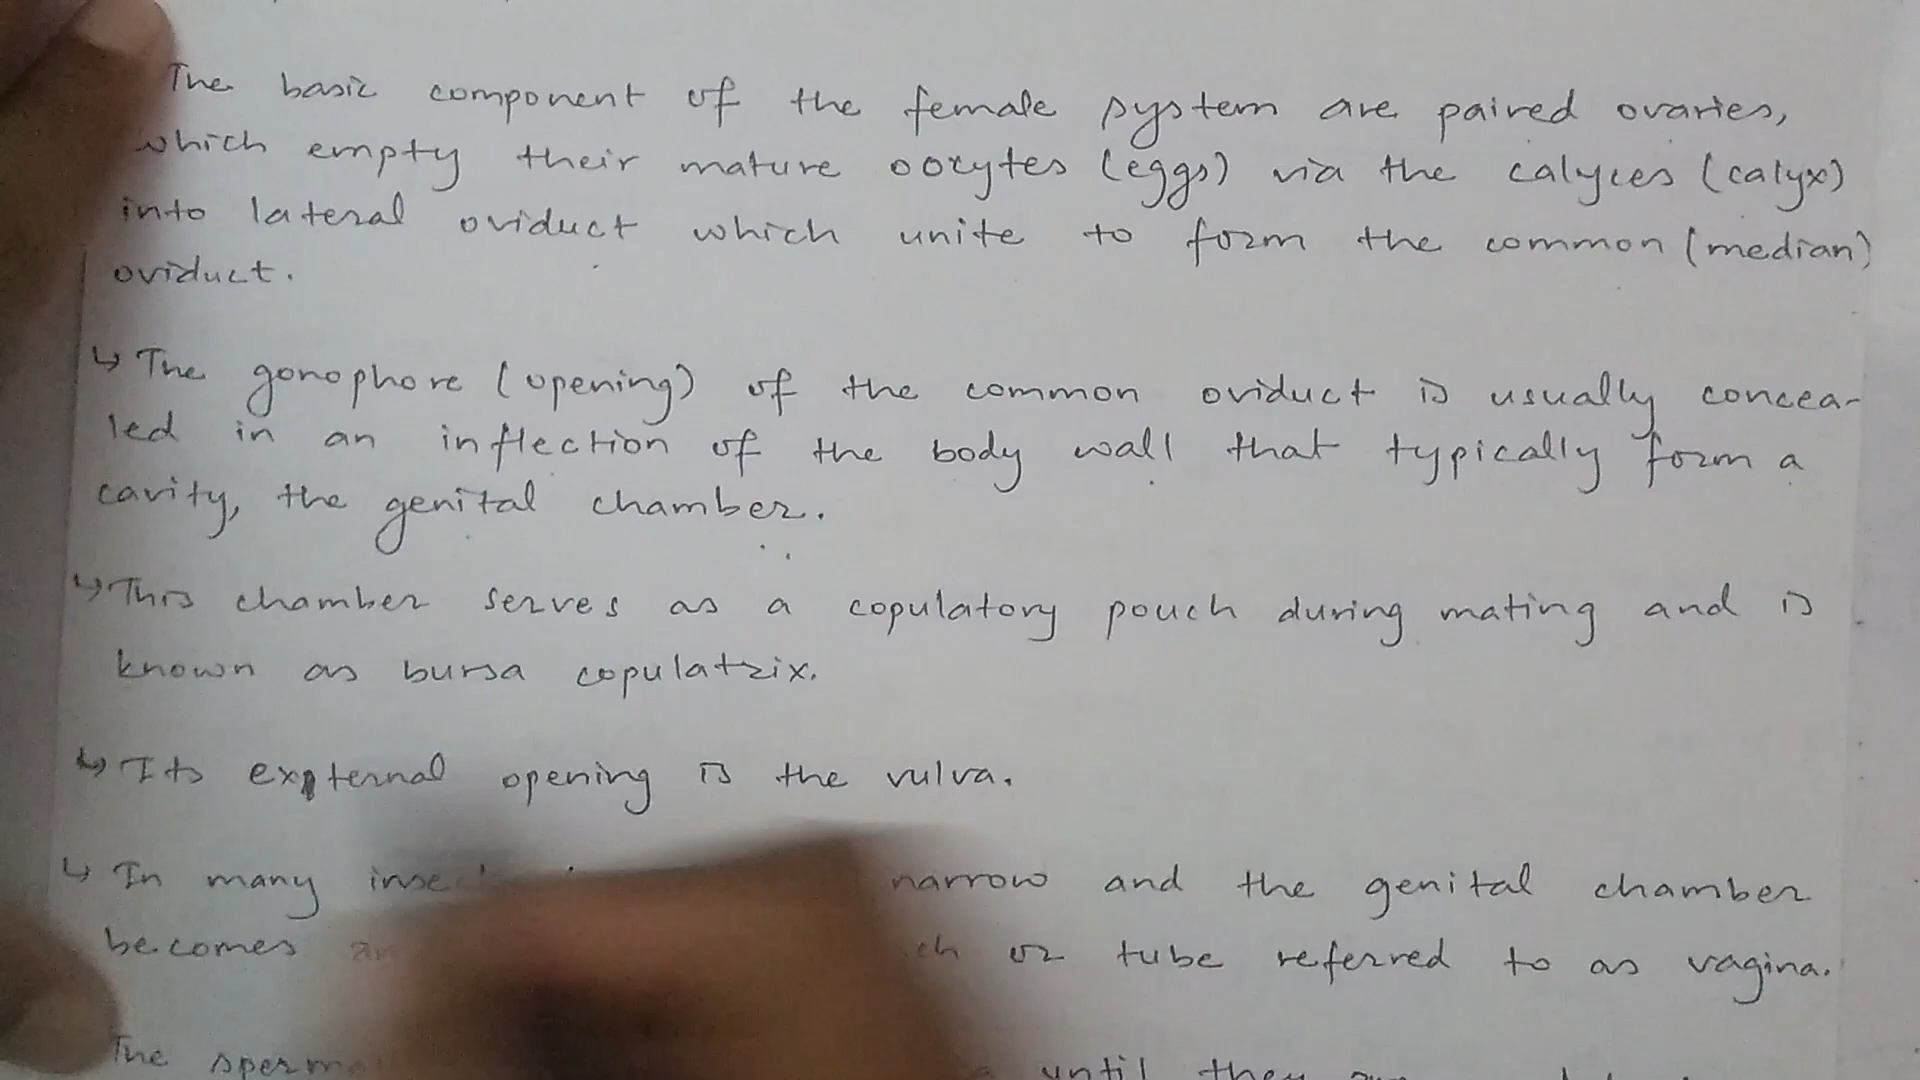 The basic component of the female system are paired ovaries,
which empty their mature oocytes (eggs) via the calyces (calyx)
into lateral oviduct which unite to form the common (median)
oviduct.
↳ The gonophore (opening) of the common oviduct is usually concea-
led in an inflection of the body wall that typically form a
cavity, the genital chamber.
↳ This chamber serves as a copulatory pouch during mating and is
known as bursa copulatrix.
↳ Its external opening is the vulva.
↳ In many narrow and the genital chamber
becomes or tube referred to as vagina.
The until they